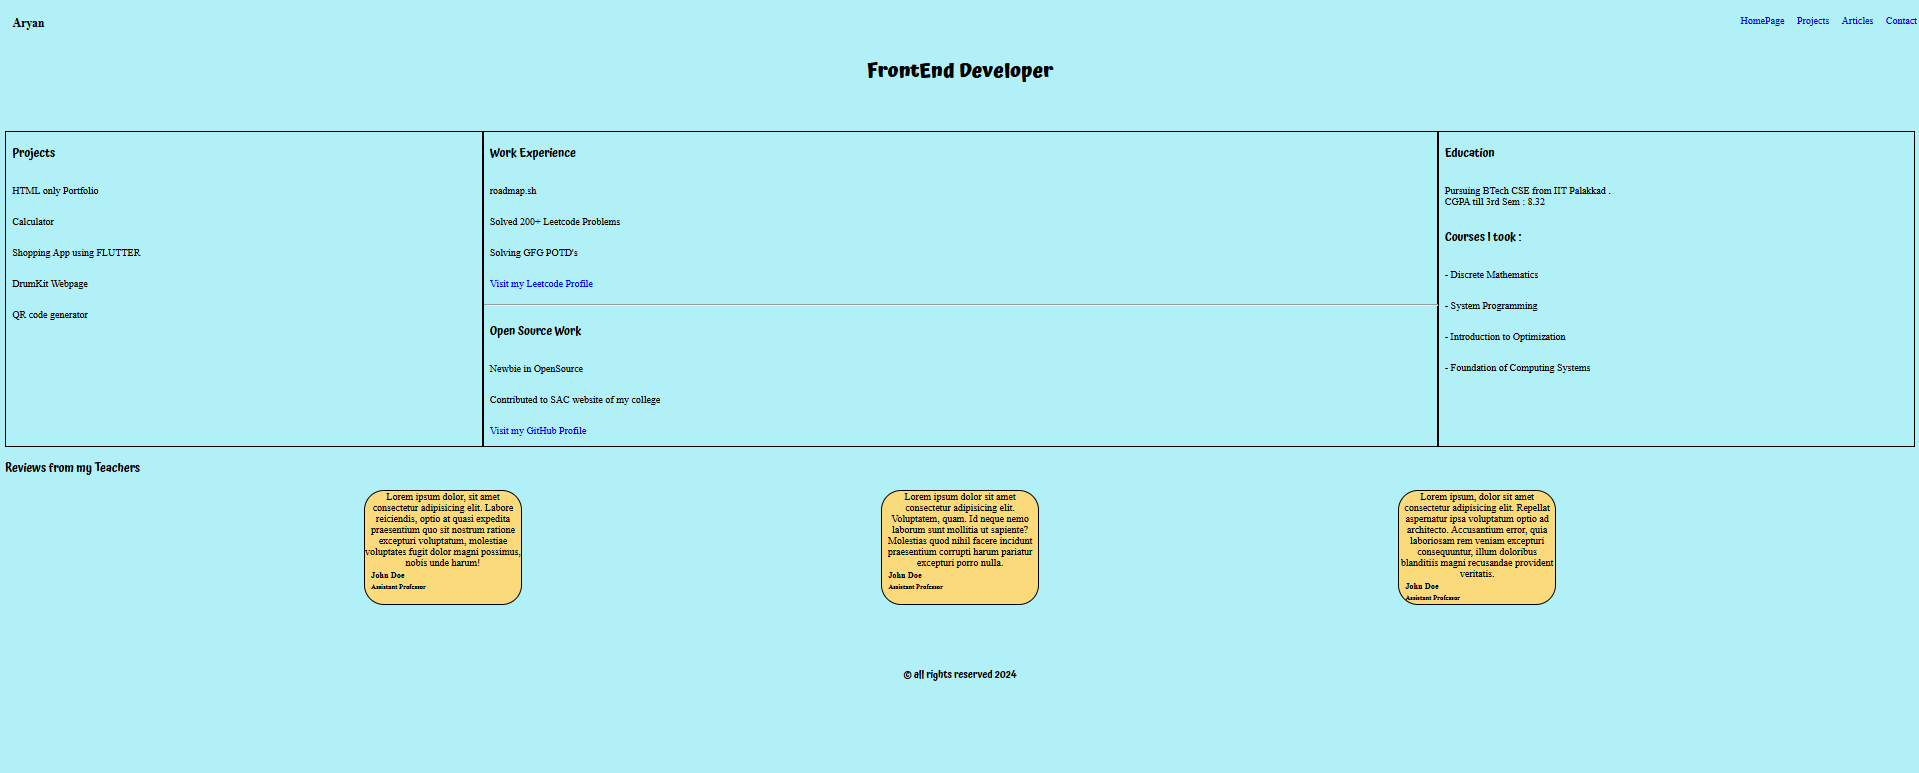 Aryan
HomePage Projects Articles Contact
FrontEnd Developer
Projects
HTML only Portfolio
Calculator
Shopping App using FLUTTER
DrumKit Webpage
QR code generator
Work Experience
roadmap.sh
Solved 200+ Leetcode Problems
Solving GFG POTD's
Visit my Leetcode Profile
Open Source Work
Newbie in OpenSource
Contributed to SAC website of my college
Visit my GitHub Profile
Education
Pursuing BTech CSE from IIT Palakkad .
CGPA till 3rd Sem : 8.32
Courses I took :
- Discrete Mathematics
- System Programming
- Introduction to Optimization
- Foundation of Computing Systems
Reviews from my Teachers
Lorem ipsum dolor, sit amet
consectetur adipisicing elit. Labore
reiciendis, optio at quasi expedita
praesentium quo sit nostrum ratione
excepturi voluptatum, molestiae
voluptates fugit dolor magni possimus,
nobis unde harum!
John Doe
Assistant Professor
Lorem ipsum dolor sit amet
consectetur adipisicing elit.
Voluptatem, quam. Id neque nemo
laborum sunt mollitia ut sapiente?
Molestias quod nihil facere incidunt
praesentium corrupti harum pariatur
excepturi porro nulla.
John Doe
Assistant Professor
Lorem ipsum, dolor sit amet
consectetur adipisicing elit. Repellat
aspernatur ipsa voluptatum optio ad
architecto. Accusantium error, quia
laboriosam rem veniam excepturi
consequuntur, illum doloribus
blanditiis magni recusandae provident
veritatis.
John Doe
Assistant Professor
© all rights reserved 2024